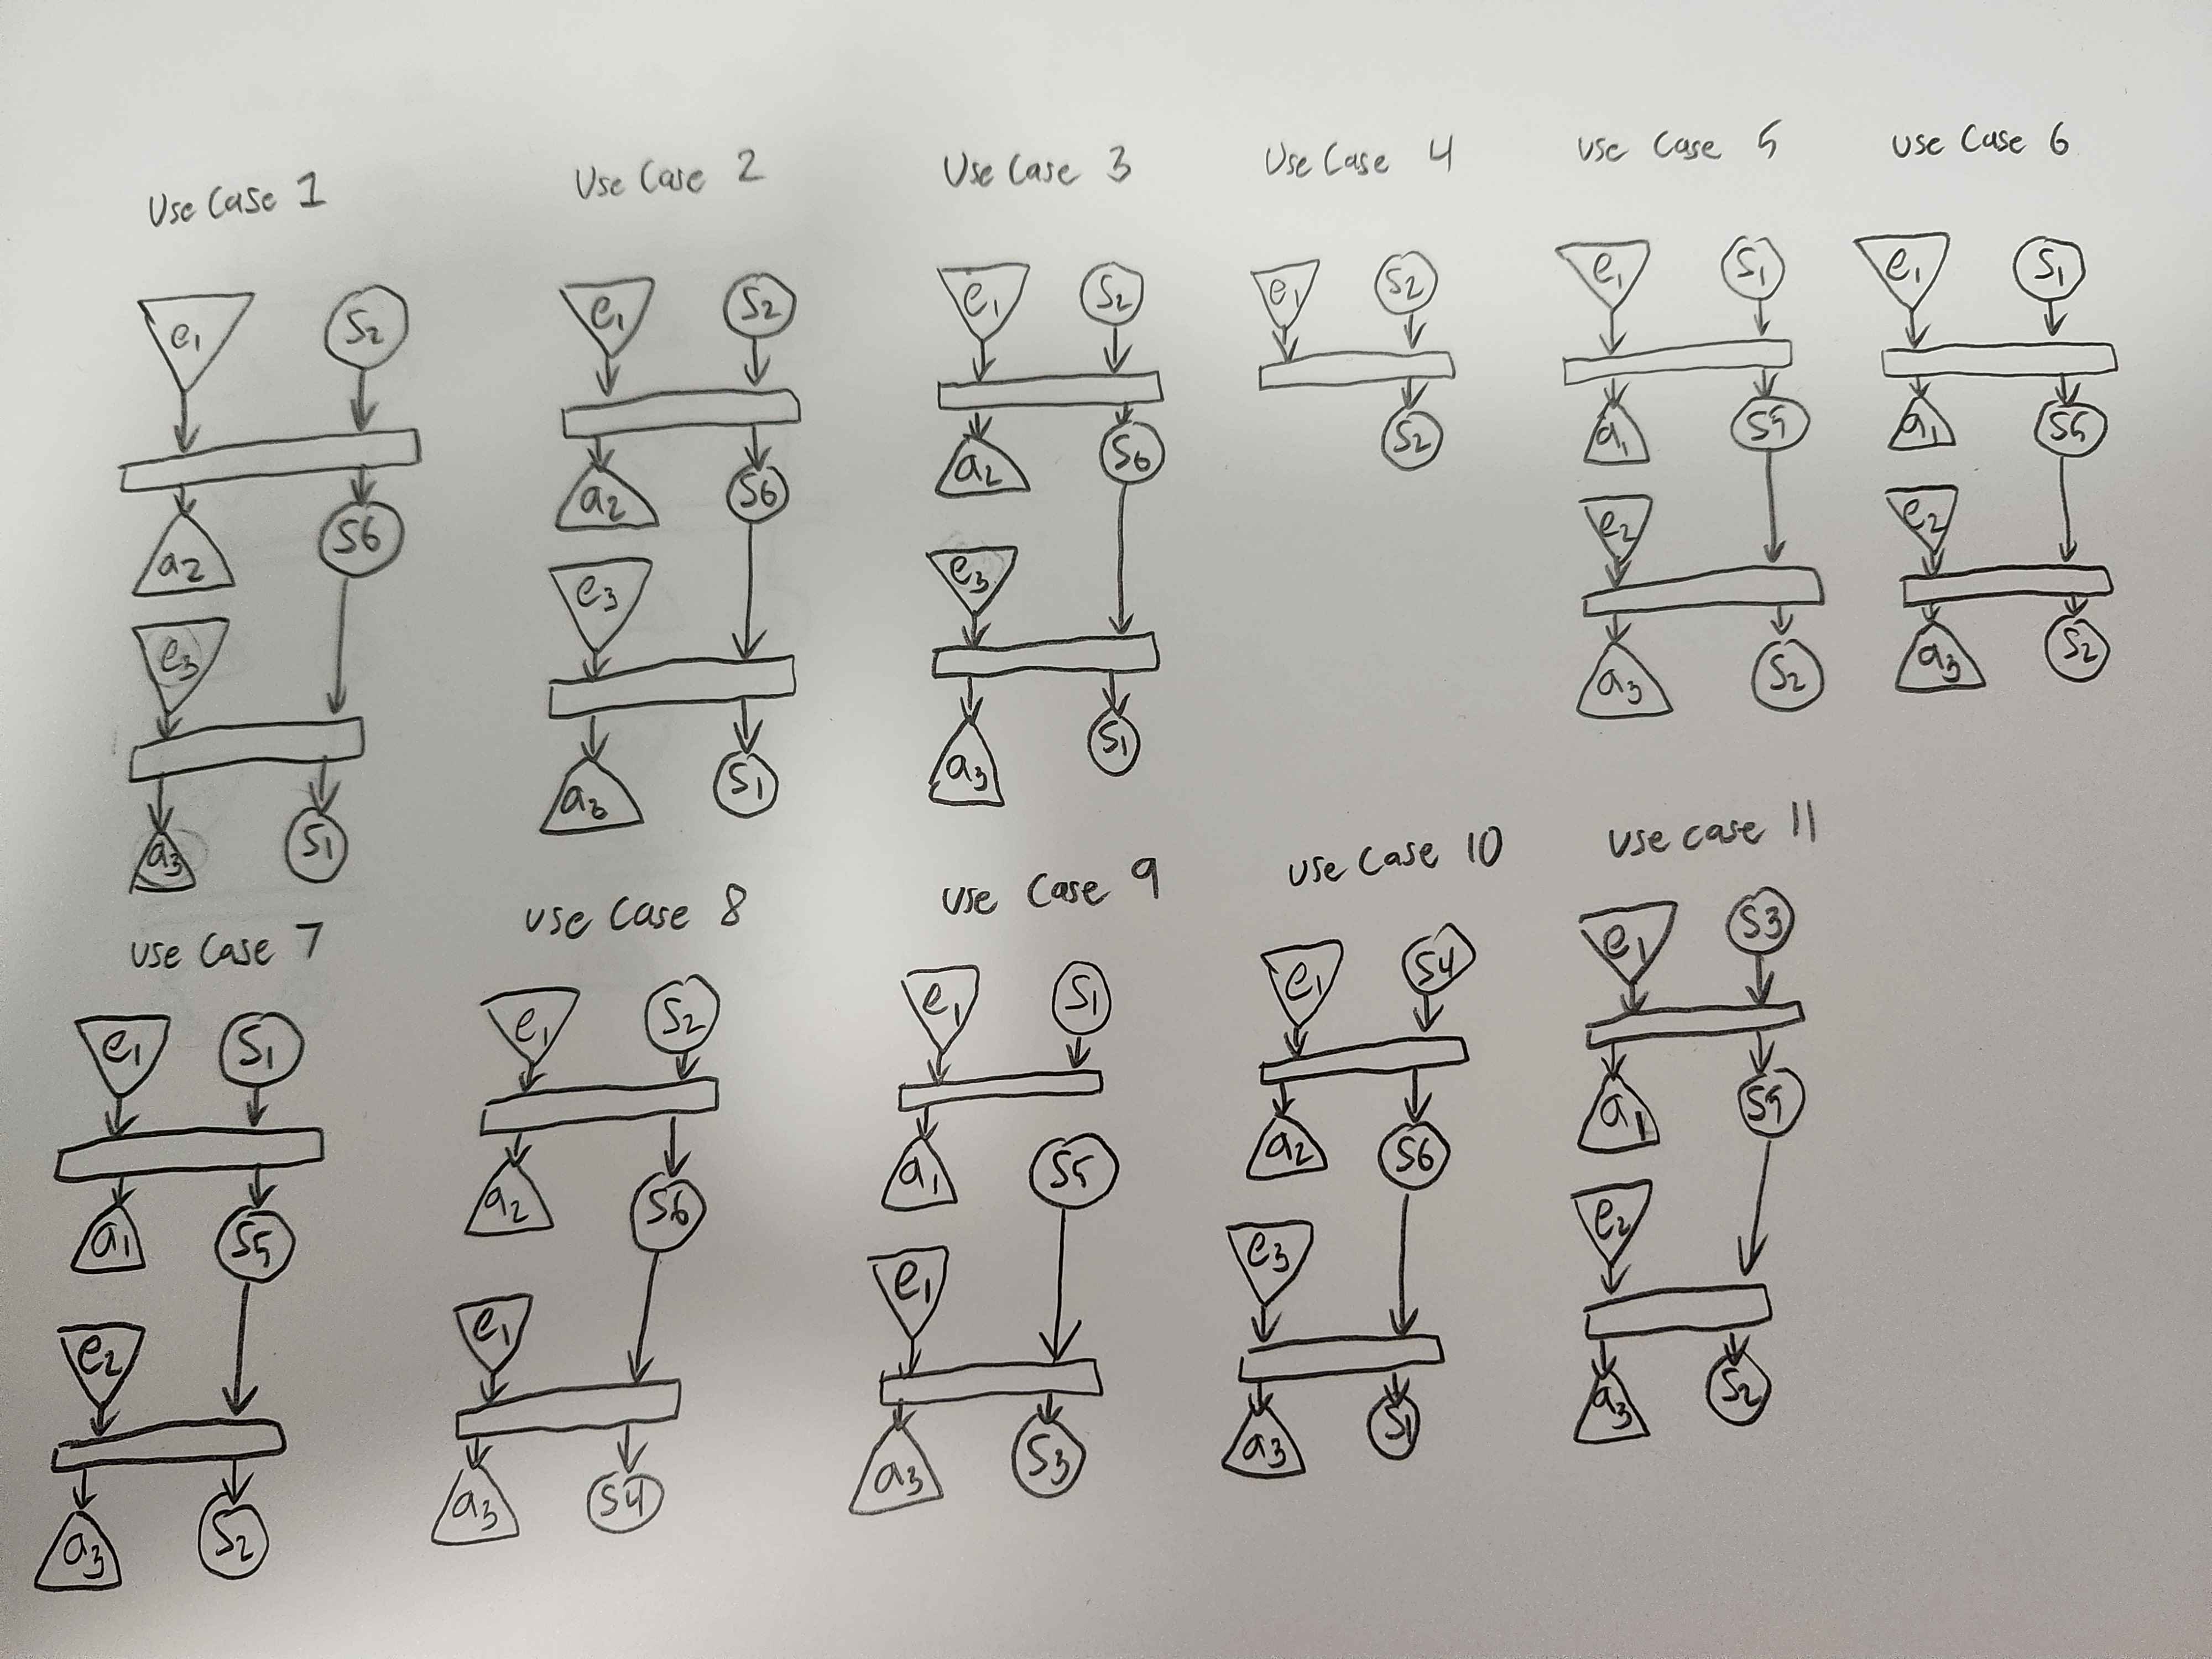 Use Case 1
Use Case 2
Use Case 3
Use Case 4
Use Case 5
Use Case 6
e1 S2
a2 S6
e3
a3 S1
e1 S2
a2 S6
e3
a3 S1
e1 S2
a2 S6
e3
a3 S1
e1 S2
S2
e1 S1
a1 S5
e2
a3 S2
e1 S1
a1 S5
e2
a3 S2
Use Case 7
Use Case 8
Use Case 9
Use Case 10
Use Case 11
e1 S1
a1 S5
e2
a3 S2
e1 S2
a2 S6
e1
a3 S4
e1 S1
a1 S5
e1
a3 S3
e1 S4
a2 S6
e3
a3 S1
e1 S3
a1 S5
e2
a3 S2